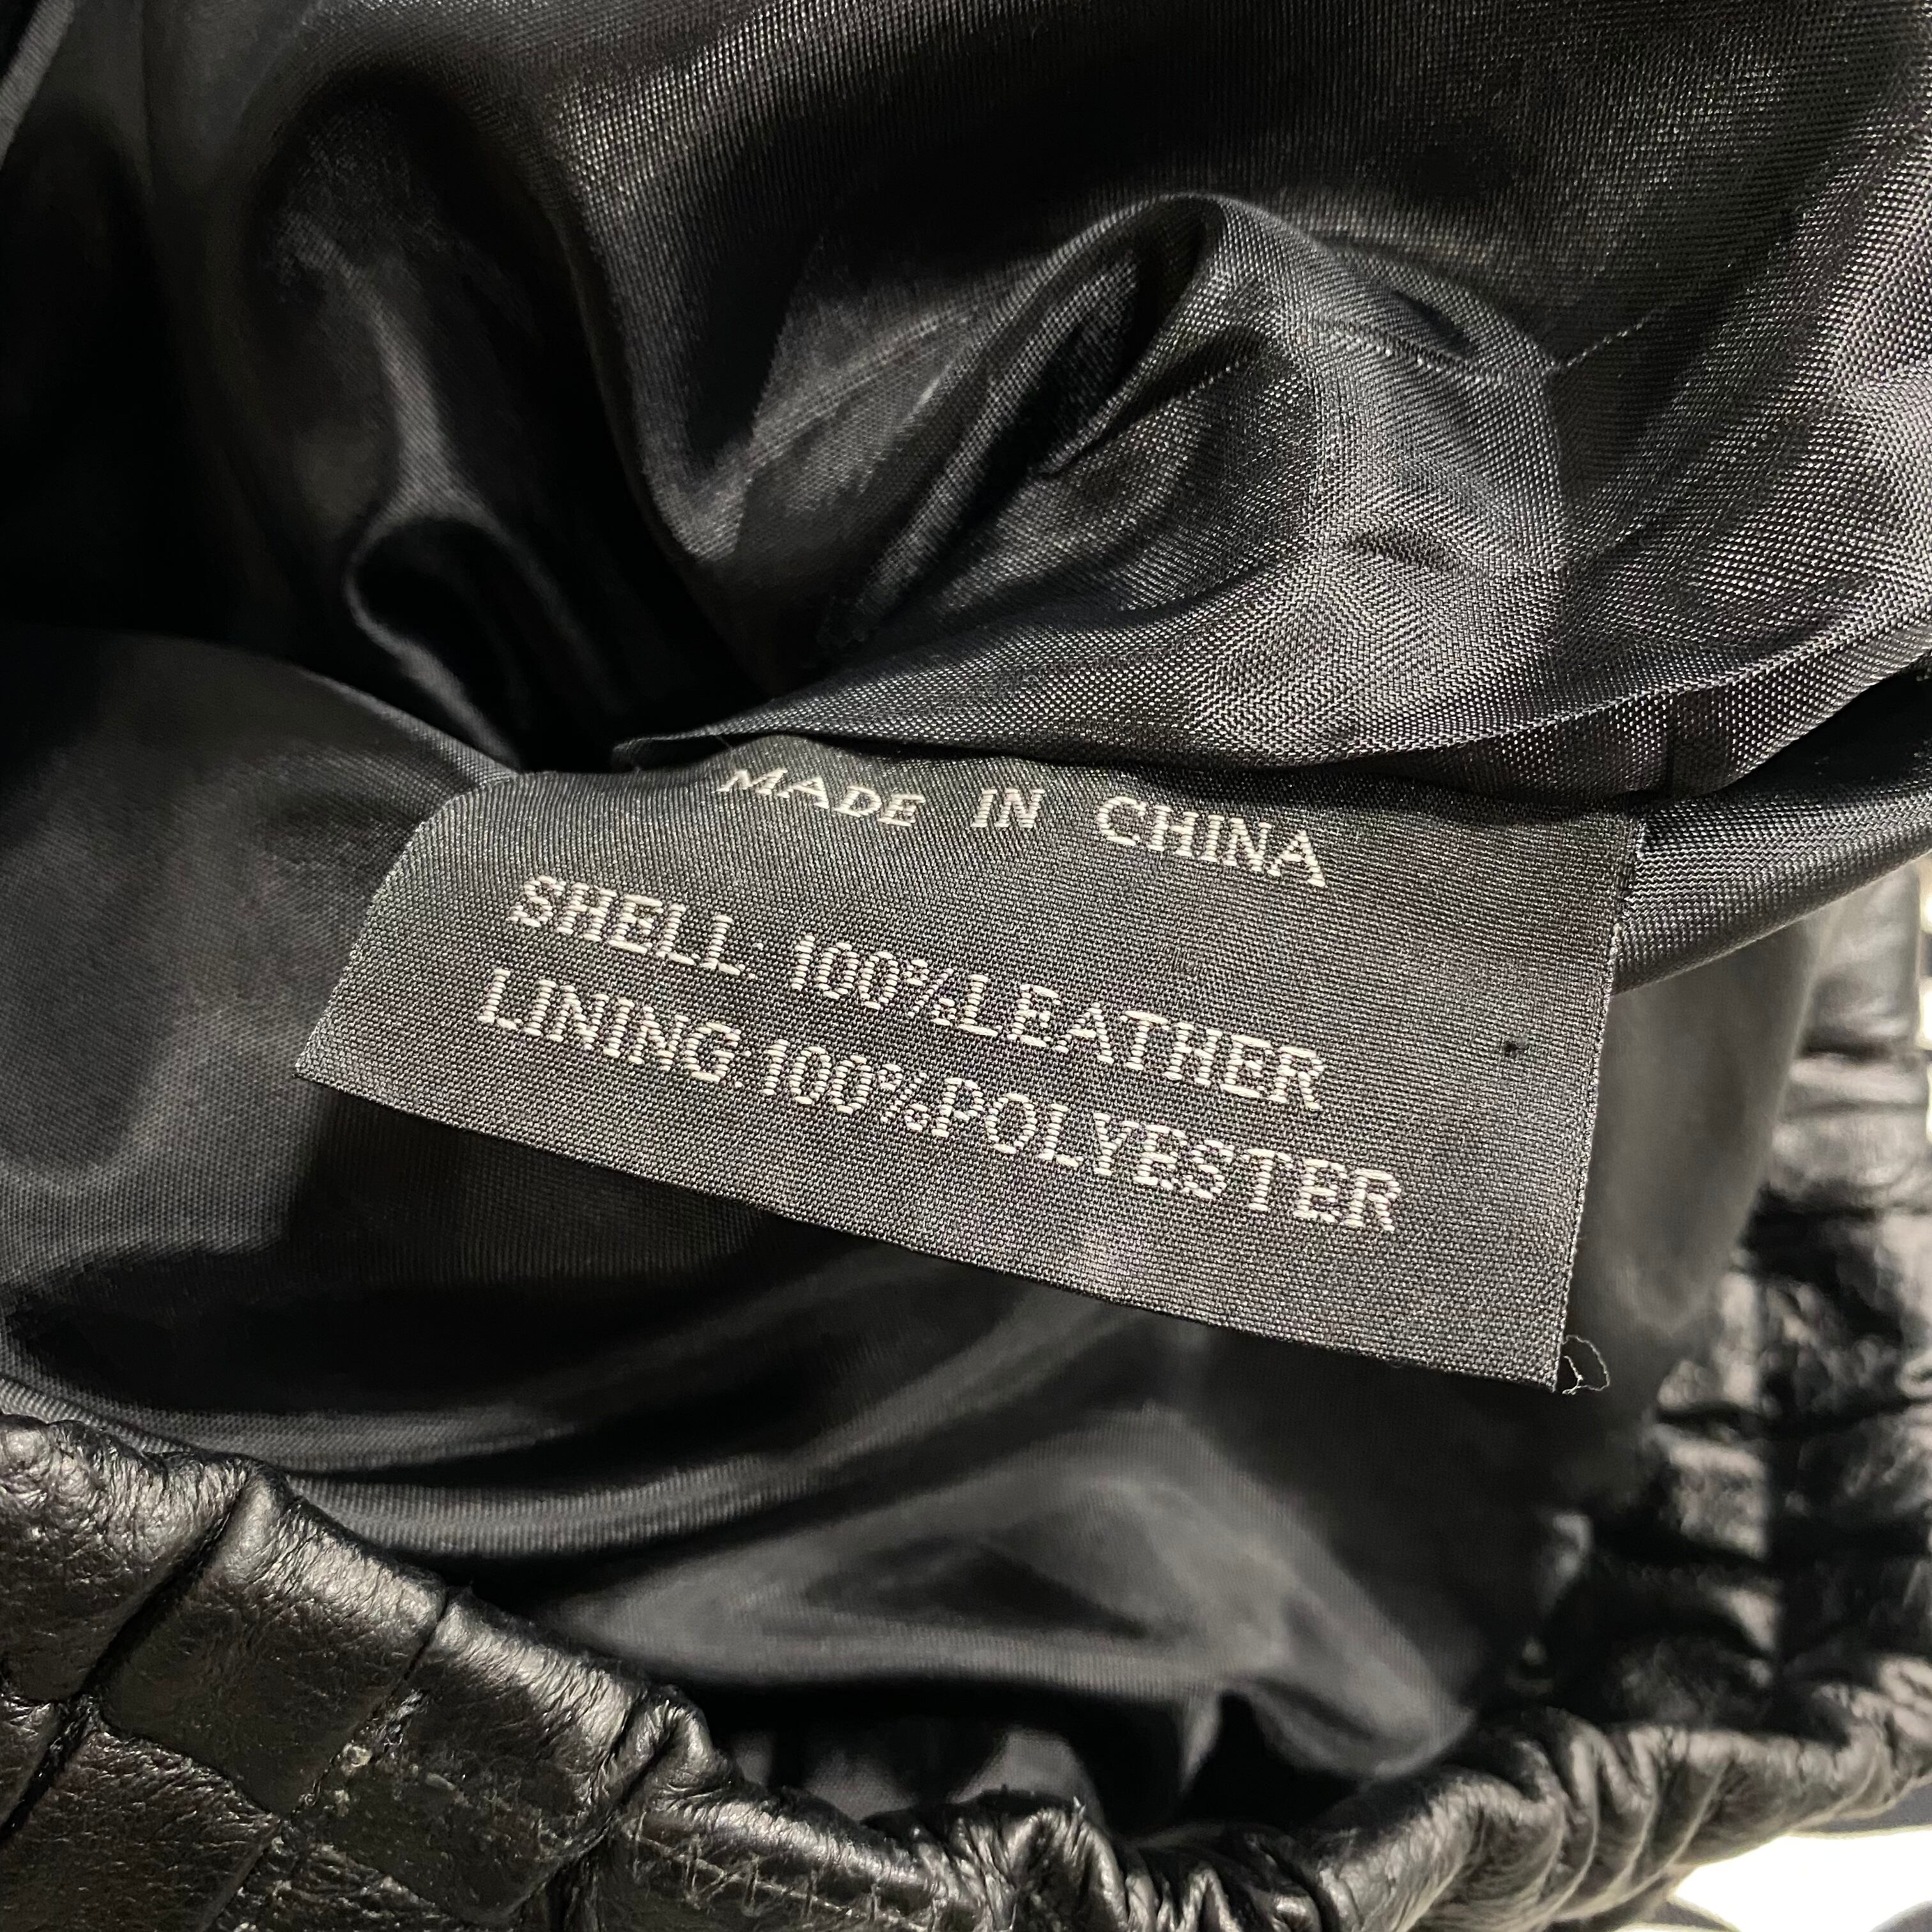 MADE IN CHINA
SHELL: 100%LEATHER
LINING:100%POLYESTER